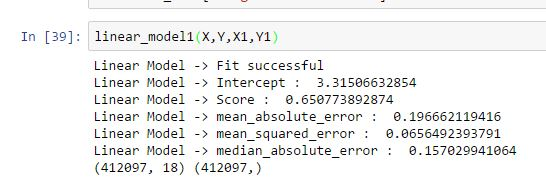 In [39]: linear_model1(X,Y,X1,Y1)
Linear Model -> Fit successful
Linear Model -> Intercept :  3.31506632854
Linear Model -> Score :  0.650773892874
Linear Model -> mean_absolute_error :  0.196662119416
Linear Model -> mean_squared_error :  0.0656492393791
Linear Model -> median_absolute_error :  0.157029941064
(412097, 18) (412097,)